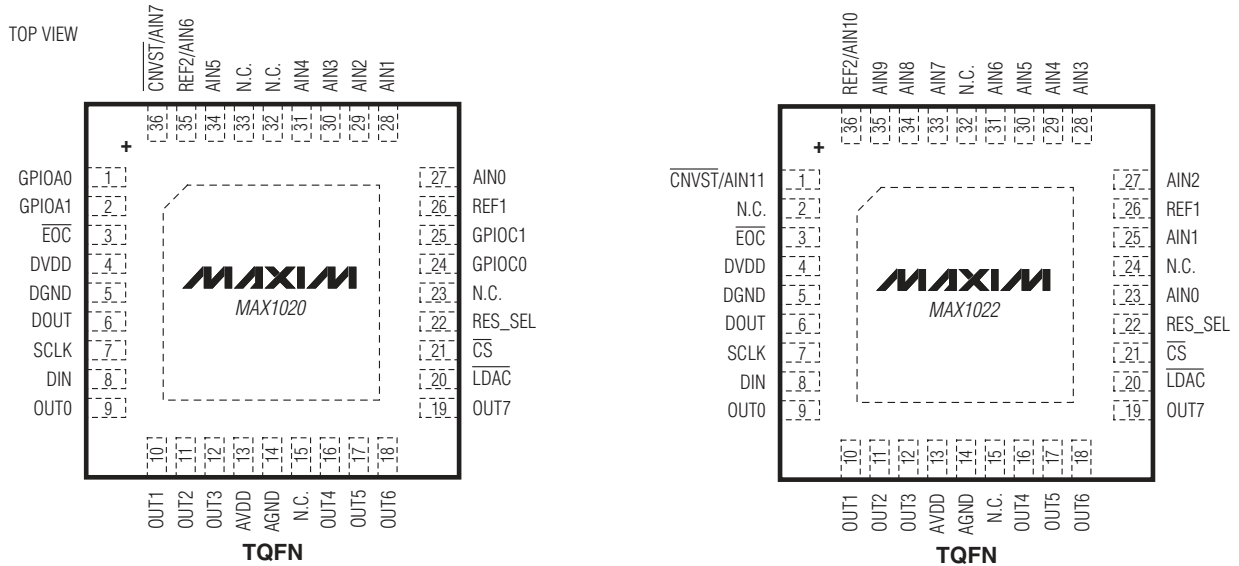 TOP VIEW
CNVST/AIN7
REF2/AIN6
AIN5
N.C.
N.C.
AIN4
AIN3
AIN2
AIN1
36
35
34
33
32
31
30
29
28
+
GPIOA0 1
GPIOA1 2
EOC 3
DVDD 4
DGND 5
DOUT 6
SCLK 7
DIN 8
OUT0 9
27 AIN0
26 REF1
25 GPIOC1
24 GPIOC0
23 N.C.
22 RES_SEL
21 CS
20 LDAC
19 OUT7
MAXIM
MAX1020
10
11
12
13
14
15
16
17
18
OUT1
OUT2
OUT3
AVDD
AGND
N.C.
OUT4
OUT5
OUT6
TQFN
REF2/AIN10
AIN9
AIN8
AIN7
N.C.
AIN6
AIN5
AIN4
AIN3
36
35
34
33
32
31
30
29
28
+
CNVST/AIN11 1
N.C. 2
EOC 3
DVDD 4
DGND 5
DOUT 6
SCLK 7
DIN 8
OUT0 9
27 AIN2
26 REF1
25 AIN1
24 N.C.
23 AIN0
22 RES_SEL
21 CS
20 LDAC
19 OUT7
MAXIM
MAX1022
10
11
12
13
14
15
16
17
18
OUT1
OUT2
OUT3
AVDD
AGND
N.C.
OUT4
OUT5
OUT6
TQFN